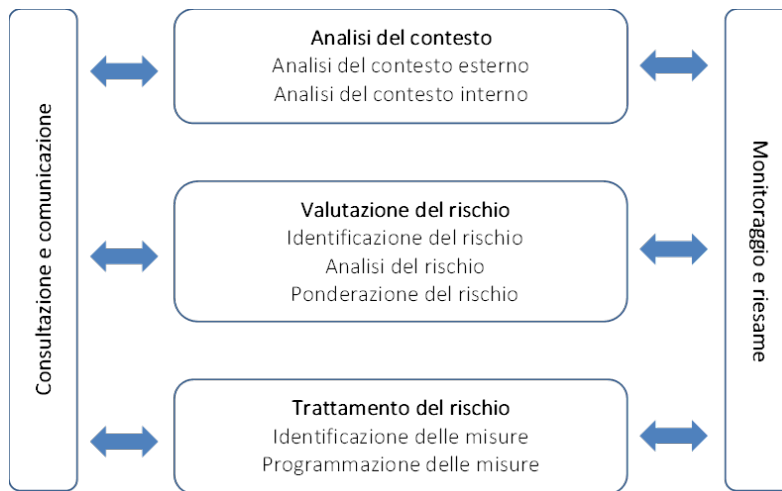 Consultazione e comunicazione
Analisi del contesto
Analisi del contesto esterno
Analisi del contesto interno
Valutazione del rischio
Identificazione del rischio
Analisi del rischio
Ponderazione del rischio
Trattamento del rischio
Identificazione delle misure
Programmazione delle misure
Monitoraggio e riesame